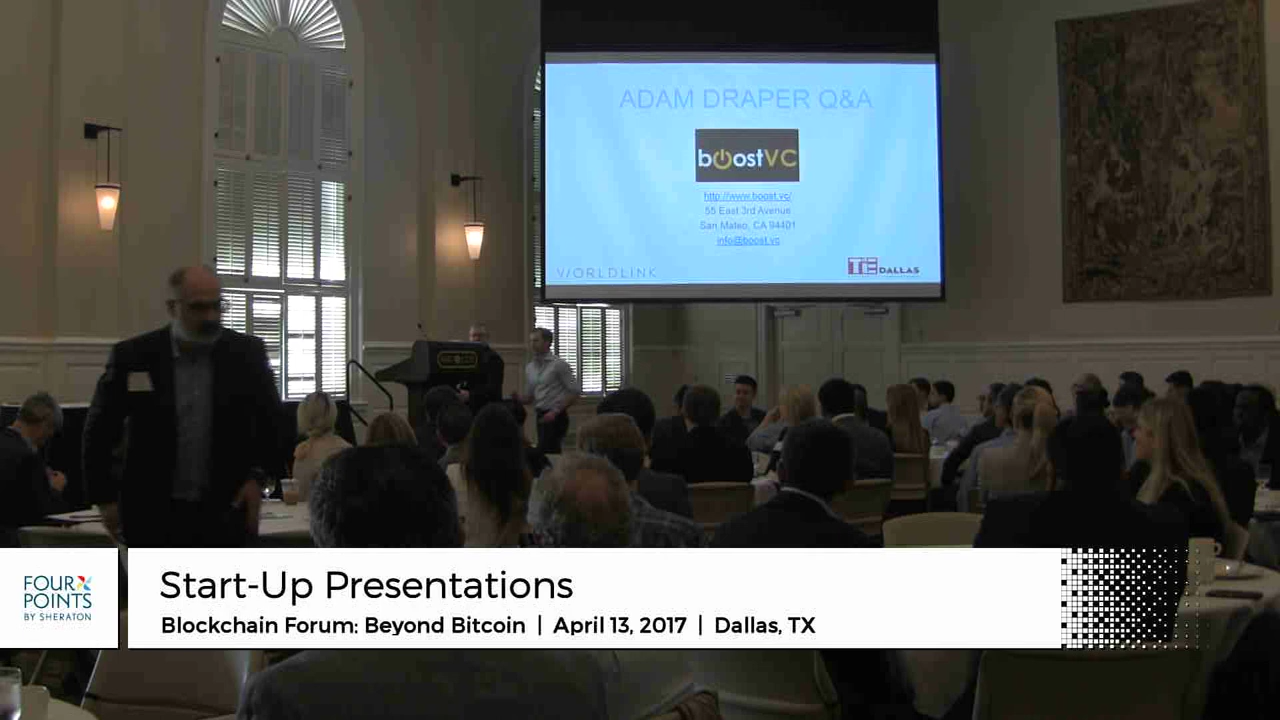 ADAM DRAPER Q&A
boostVC
http://www.boost.vc/
55 East 3rd Avenue
San Mateo, CA 94401
info@boost.vc
WORLDLINK
TiE DALLAS
FOUR
POINTS
BY SHERATON
Start-Up Presentations
Blockchain Forum: Beyond Bitcoin | April 13, 2017 | Dallas, TX